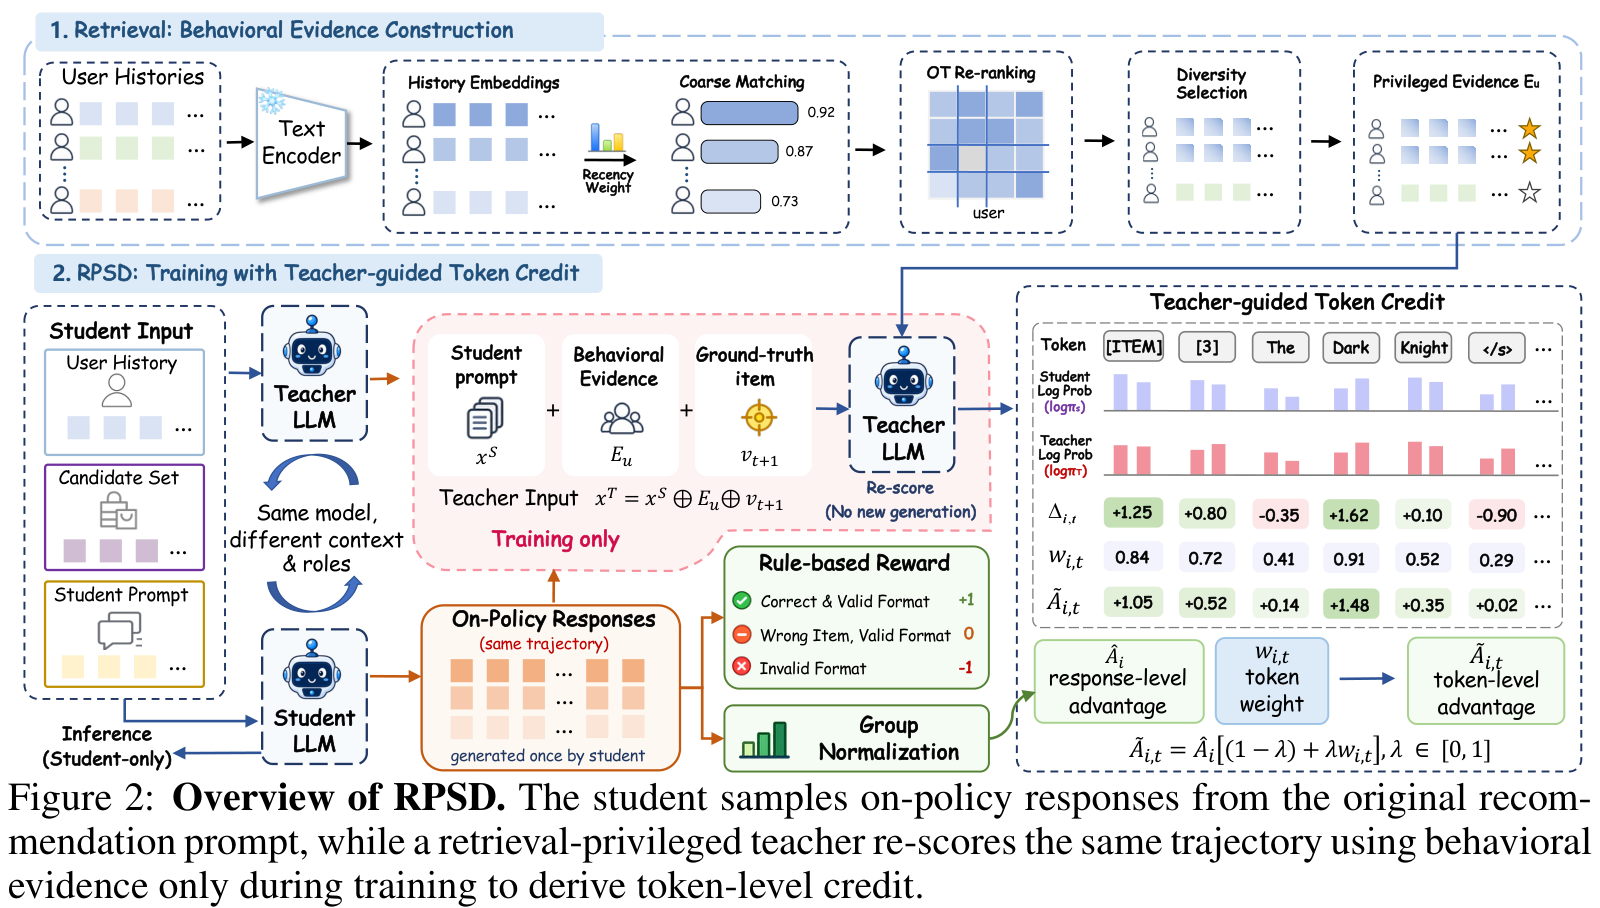 1. Retrieval: Behavioral Evidence Construction
User Histories
...
...
...
Text
Encoder
History Embeddings
...
...
...
Recency
Weight
Coarse Matching
0.92
0.87
0.73
OT Re-ranking
user
Diversity
Selection
...
...
...
Privileged Evidence Eu
...
...
...
2. RPSD: Training with Teacher-guided Token Credit
Student Input
User History
...
Candidate Set
...
Student Prompt
...
Inference
(Student-only)
Teacher
LLM
Same model,
different context
& roles
Student
LLM
Student
prompt
x^S
+
Behavioral
Evidence
E_u
+
Ground-truth
item
v_{t+1}
Teacher Input x^T = x^S ⊕ E_u ⊕ v_{t+1}
Training only
Teacher
LLM
Re-score
(No new generation)
On-Policy Responses
(same trajectory)
...
...
...
generated once by student
Rule-based Reward
Correct & Valid Format +1
Wrong Item, Valid Format 0
Invalid Format -1
Group
Normalization
Teacher-guided Token Credit
Token [ITEM] [3] The Dark Knight </s> ...
Student
Log Prob
(logπs)
...
Teacher
Log Prob
(logπT)
...
Δ_{i,t} +1.25 +0.80 -0.35 +1.62 +0.10 -0.90 ...
w_{i,t} 0.84 0.72 0.41 0.91 0.52 0.29 ...
Ã_{i,t} +1.05 +0.52 +0.14 +1.48 +0.35 +0.02 ...
Â_i
response-level
advantage
w_{i,t}
token
weight
Ã_{i,t}
token-level
advantage
Ã_{i,t} = Â_i[(1 − λ) + λw_{i,t}], λ ∈ [0, 1]
Figure 2: Overview of RPSD. The student samples on-policy responses from the original recom-
mendation prompt, while a retrieval-privileged teacher re-scores the same trajectory using behavioral
evidence only during training to derive token-level credit.